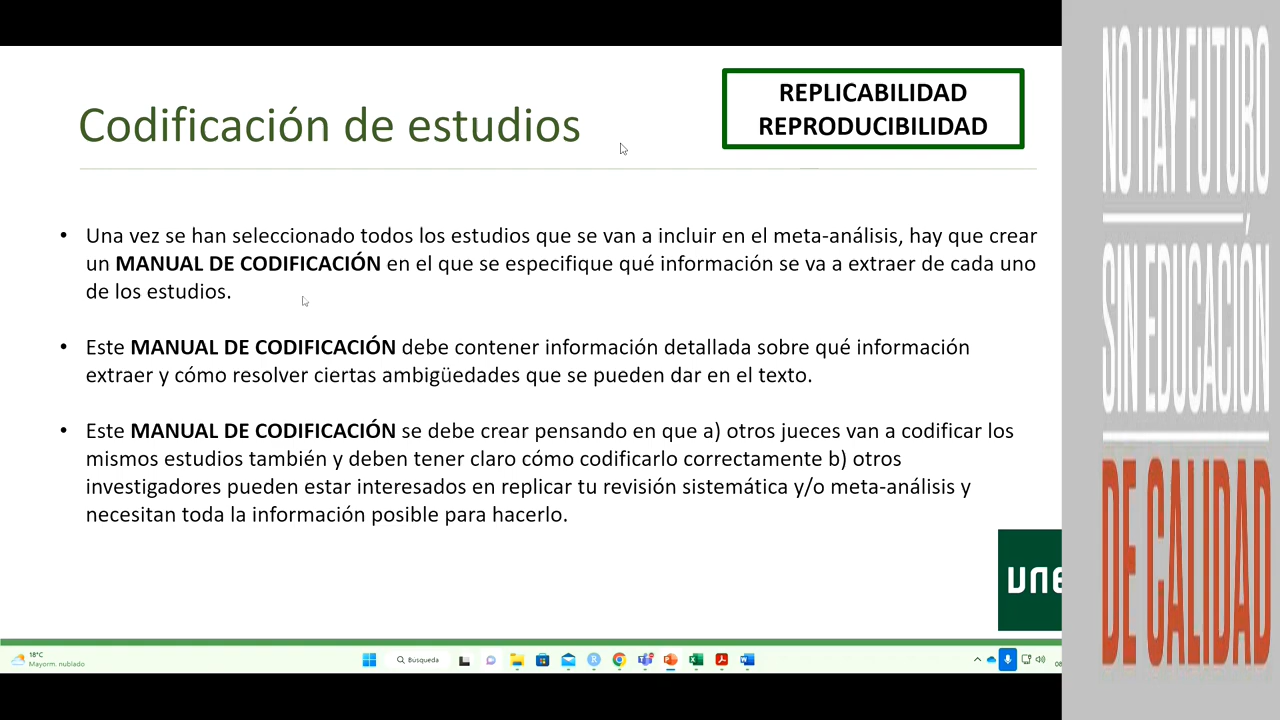 Codificación de estudios
REPLICABILIDAD
REPRODUCIBILIDAD
• Una vez se han seleccionado todos los estudios que se van a incluir en el meta-análisis, hay que crear
un MANUAL DE CODIFICACIÓN en el que se especifique qué información se va a extraer de cada uno
de los estudios.
• Este MANUAL DE CODIFICACIÓN debe contener información detallada sobre qué información
extraer y cómo resolver ciertas ambigüedades que se pueden dar en el texto.
• Este MANUAL DE CODIFICACIÓN se debe crear pensando en que a) otros jueces van a codificar los
mismos estudios también y deben tener claro cómo codificarlo correctamente b) otros
investigadores pueden estar interesados en replicar tu revisión sistemática y/o meta-análisis y
necesitan toda la información posible para hacerlo.
18°C
Mayorm. nublado
Busqueda
NO HAY FUTURO
SIN EDUCACIÓN
DE CALIDAD